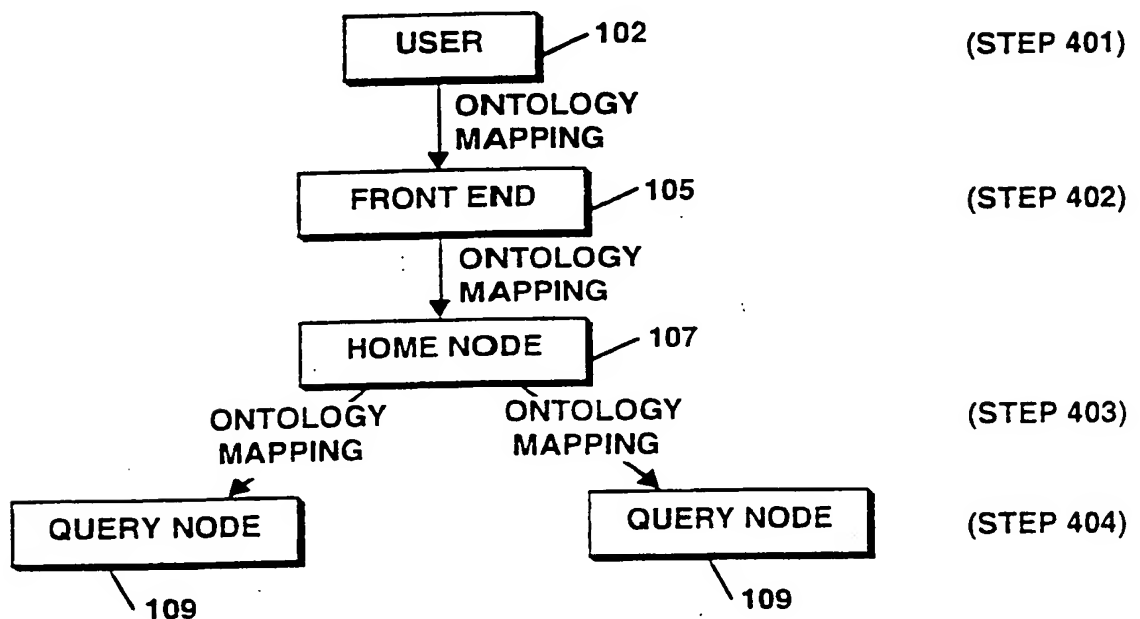 USER
102
(STEP 401)
ONTOLOGY
MAPPING
FRONT END
105
(STEP 402)
ONTOLOGY
MAPPING
HOME NODE
107
ONTOLOGY
MAPPING
ONTOLOGY
MAPPING
(STEP 403)
QUERY NODE
QUERY NODE
(STEP 404)
109
109